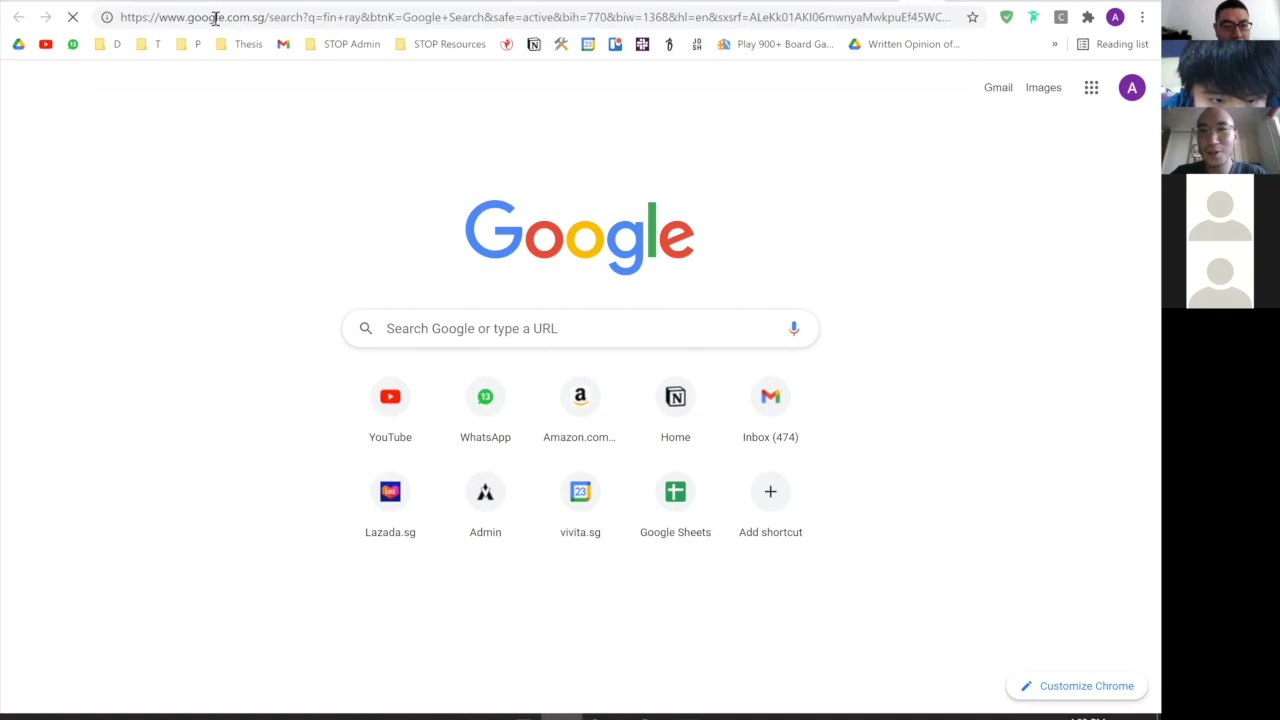 https://www.google.com.sg/search?q=fin+ray&btnK=Google+Search&safe=active&bih=770&biw=1368&hl=en&sxsrf=ALeKk01AKI06mwnyaMwkpuEf45WC...
D T P Thesis STOP Admin STOP Resources Play 900+ Board Ga... Written Opinion of... » Reading list
Gmail Images A
Google
Search Google or type a URL
YouTube WhatsApp Amazon.com... Home Inbox (474)
Lazada.sg Admin vivita.sg Google Sheets Add shortcut
Customize Chrome